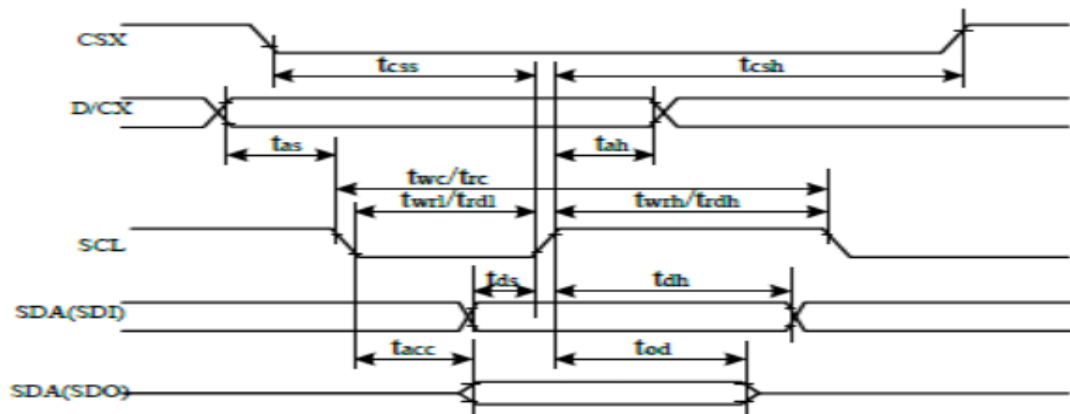 CSX
tcss tcsh
D/CX
tas tah
twc/trc
twrl/trdl twrh/trdh
SCL
tds tdh
SDA(SDI)
tacc tod
SDA(SDO)